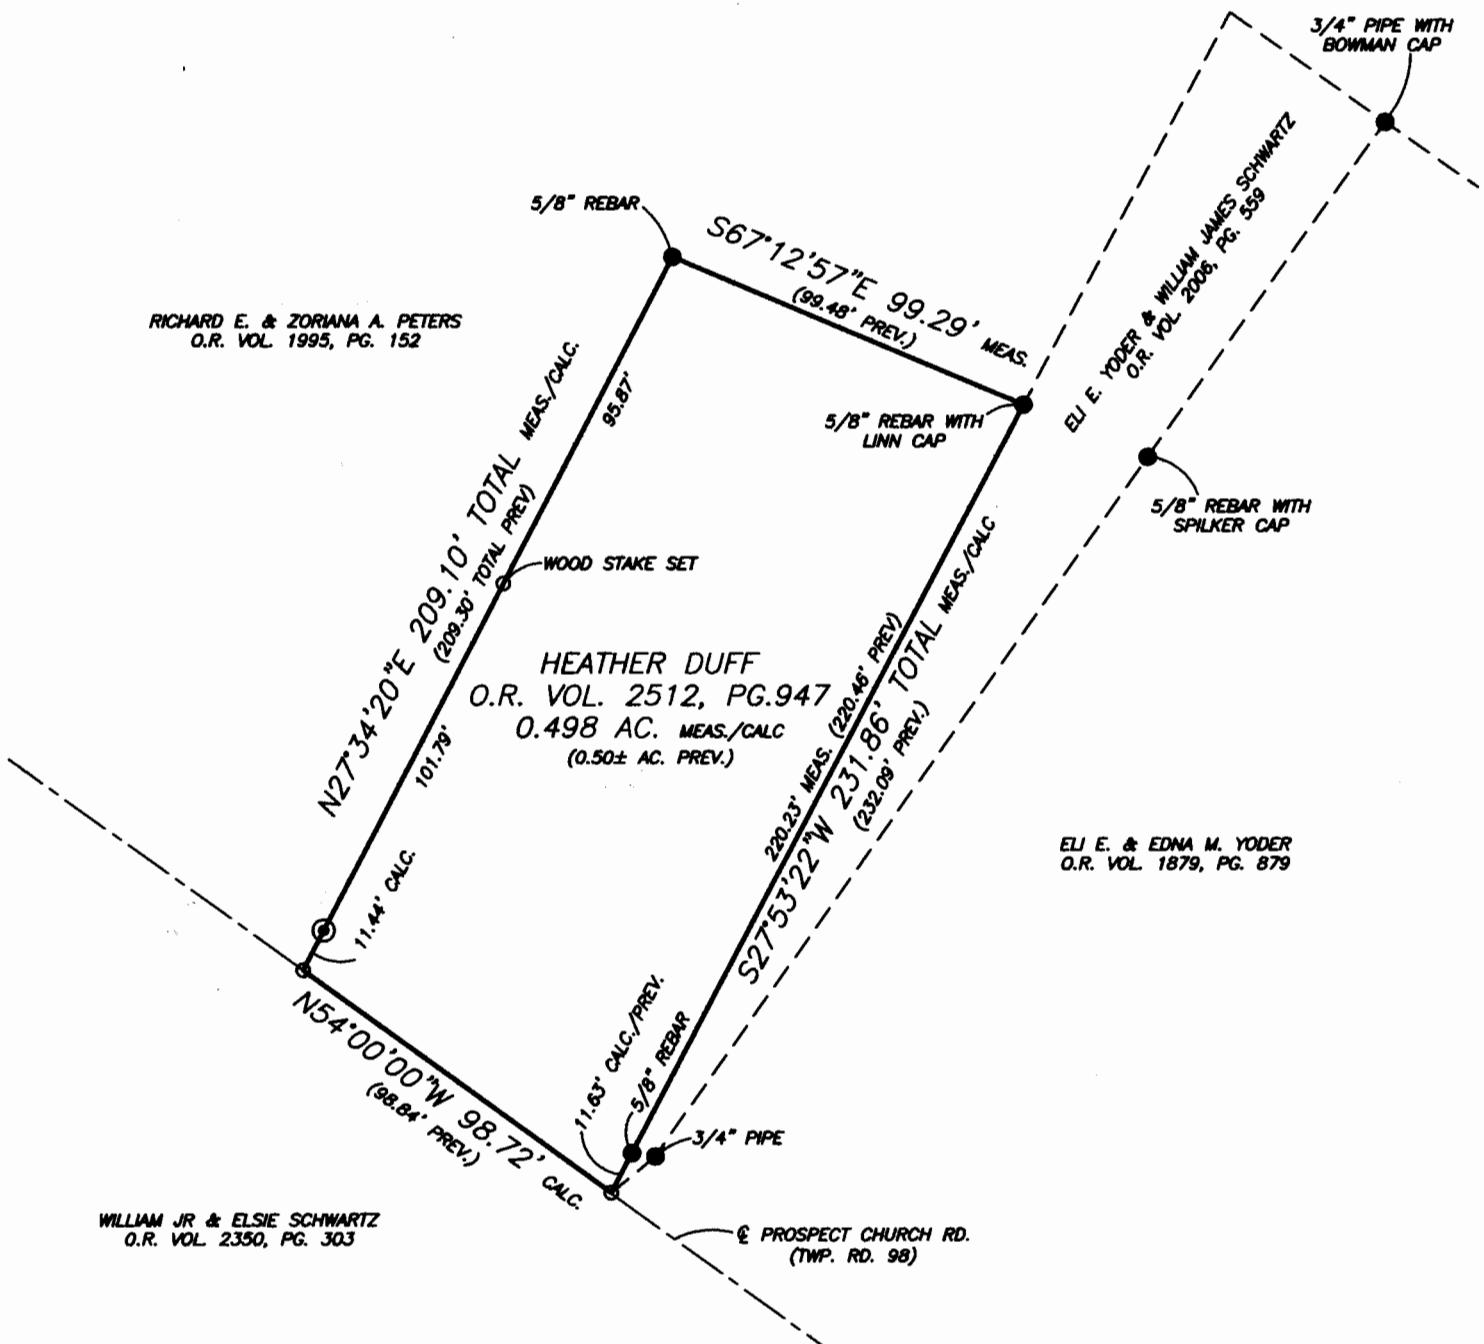 3/4" PIPE WITH
BOWMAN CAP
5/8" REBAR
S67°12'57"E 99.29' MEAS.
(99.48' PREV.)
ELI E. YODER & WILLIAM JAMES SCHWARTZ
O.R. VOL. 2006, PG. 559
RICHARD E. & ZORIANA A. PETERS
O.R. VOL. 1995, PG. 152
5/8" REBAR WITH
LINN CAP
5/8" REBAR WITH
SPILKER CAP
N27°34'20"E 209.10' TOTAL MEAS./CALC.
(209.30' TOTAL PREV)
95.87'
WOOD STAKE SET
101.79'
HEATHER DUFF
O.R. VOL. 2512, PG.947
0.498 AC. MEAS./CALC
(0.50± AC. PREV.)
220.23' MEAS. (220.46' PREV)
S27°53'22"W 231.86' TOTAL MEAS./CALC
(232.09' PREV.)
ELI E. & EDNA M. YODER
O.R. VOL. 1879, PG. 879
11.44' CALC.
N54°00'00"W 98.72' CALC.
(98.84' PREV.)
11.63' CALC./PREV.
5/8" REBAR
3/4" PIPE
WILLIAM JR & ELSIE SCHWARTZ
O.R. VOL. 2350, PG. 303
℄ PROSPECT CHURCH RD.
(TWP. RD. 98)